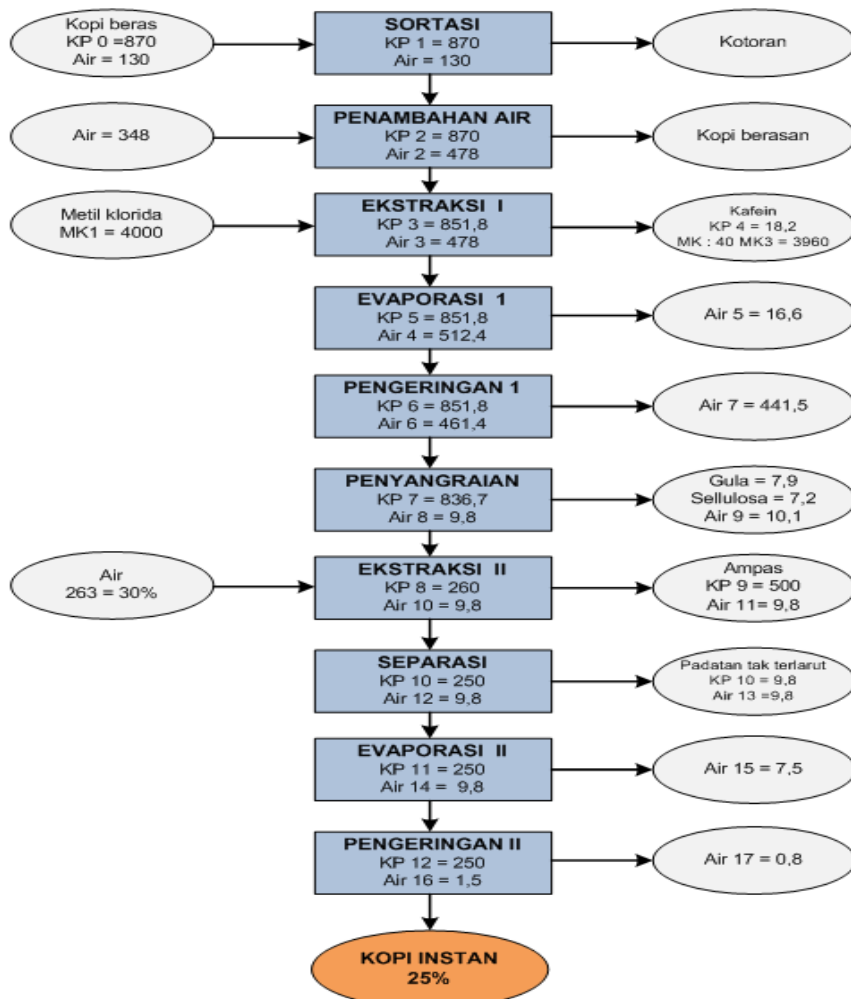 Kopi beras
KP 0 =870
Air = 130
SORTASI
KP 1 = 870
Air = 130
Kotoran
Air = 348
PENAMBAHAN AIR
KP 2 = 870
Air 2 = 478
Kopi berasan
Metil klorida
MK1 = 4000
EKSTRAKSI I
KP 3 = 851,8
Air 3 = 478
Kafein
KP 4 = 18,2
MK : 40 MK3 = 3960
EVAPORASI 1
KP 5 = 851,8
Air 4 = 512,4
Air 5 = 16,6
PENGERINGAN 1
KP 6 = 851,8
Air 6 = 461,4
Air 7 = 441,5
PENYANGRAIAN
KP 7 = 836,7
Air 8 = 9,8
Gula = 7,9
Sellulosa = 7,2
Air 9 = 10,1
Air
263 = 30%
EKSTRAKSI II
KP 8 = 260
Air 10 = 9,8
Ampas
KP 9 = 500
Air 11= 9,8
SEPARASI
KP 10 = 250
Air 12 = 9,8
Padatan tak terlarut
KP 10 = 9,8
Air 13 =9,8
EVAPORASI II
KP 11 = 250
Air 14 = 9,8
Air 15 = 7,5
PENGERINGAN II
KP 12 = 250
Air 16 = 1,5
Air 17 = 0,8
KOPI INSTAN
25%